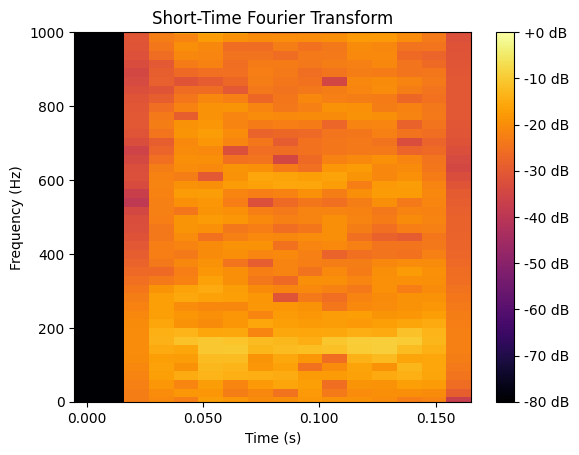 Short-Time Fourier Transform
1000
800
600
400
200
0
Frequency (Hz)
0.000
0.050
0.100
0.150
Time (s)
+0 dB
-10 dB
-20 dB
-30 dB
-40 dB
-50 dB
-60 dB
-70 dB
-80 dB